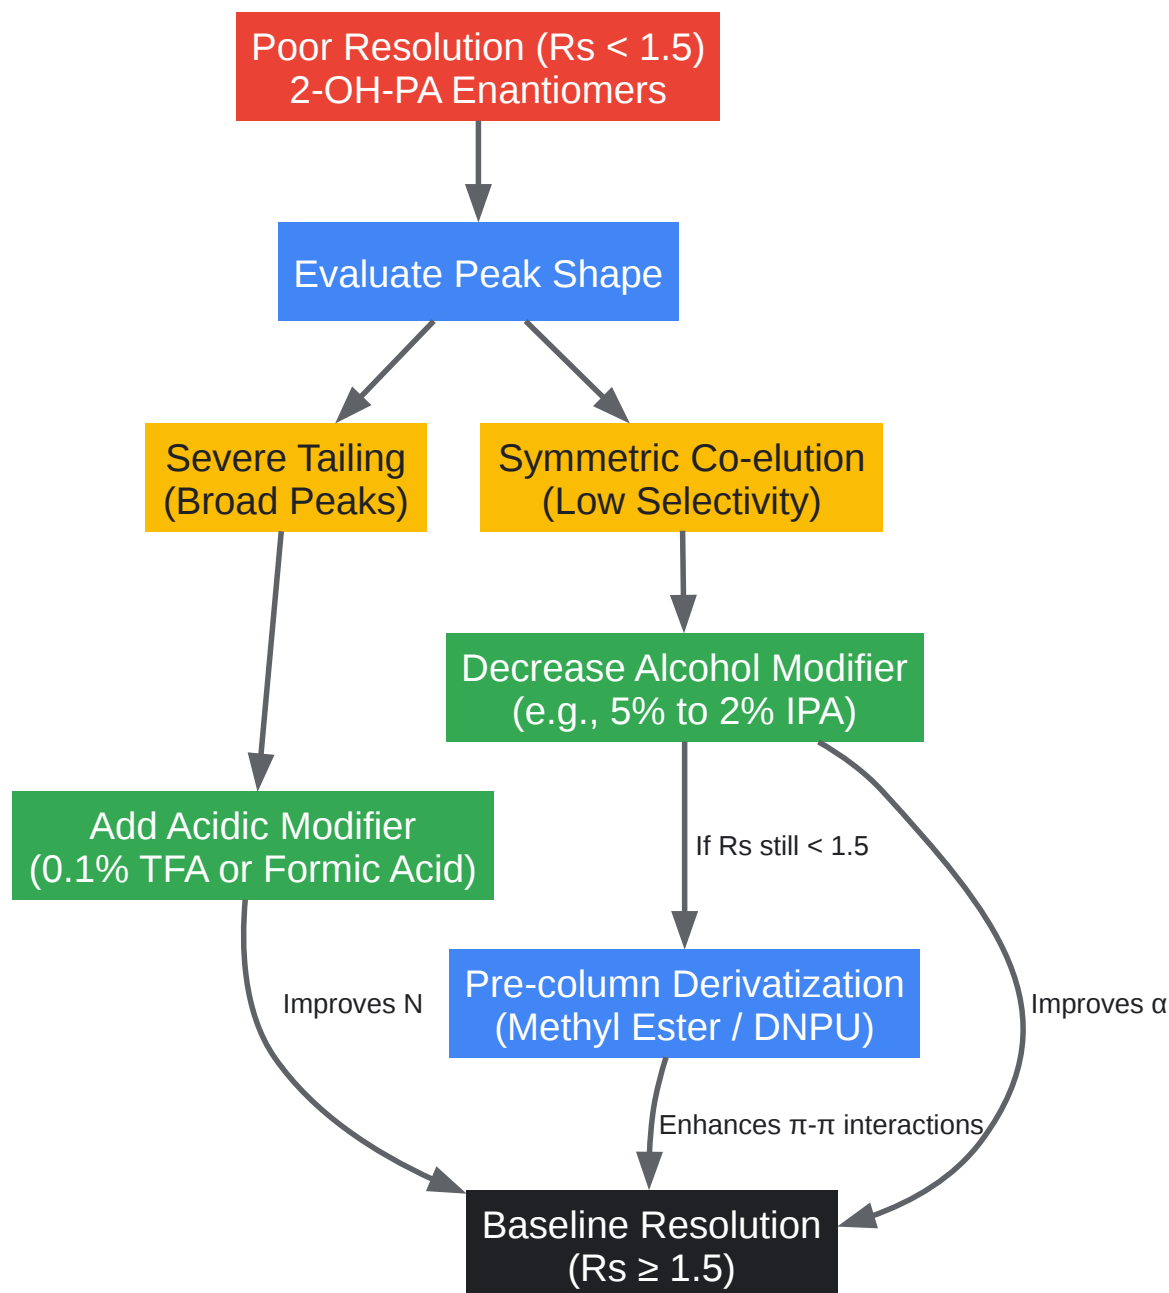 Poor Resolution (Rs < 1.5)
2-OH-PA Enantiomers
Evaluate Peak Shape
Severe Tailing
(Broad Peaks)
Symmetric Co-elution
(Low Selectivity)
Decrease Alcohol Modifier
(e.g., 5% to 2% IPA)
Add Acidic Modifier
(0.1% TFA or Formic Acid)
If Rs still < 1.5
Pre-column Derivatization
(Methyl Ester / DNPU)
Improves N
Improves α
Enhances π-π interactions
Baseline Resolution
(Rs ≥ 1.5)